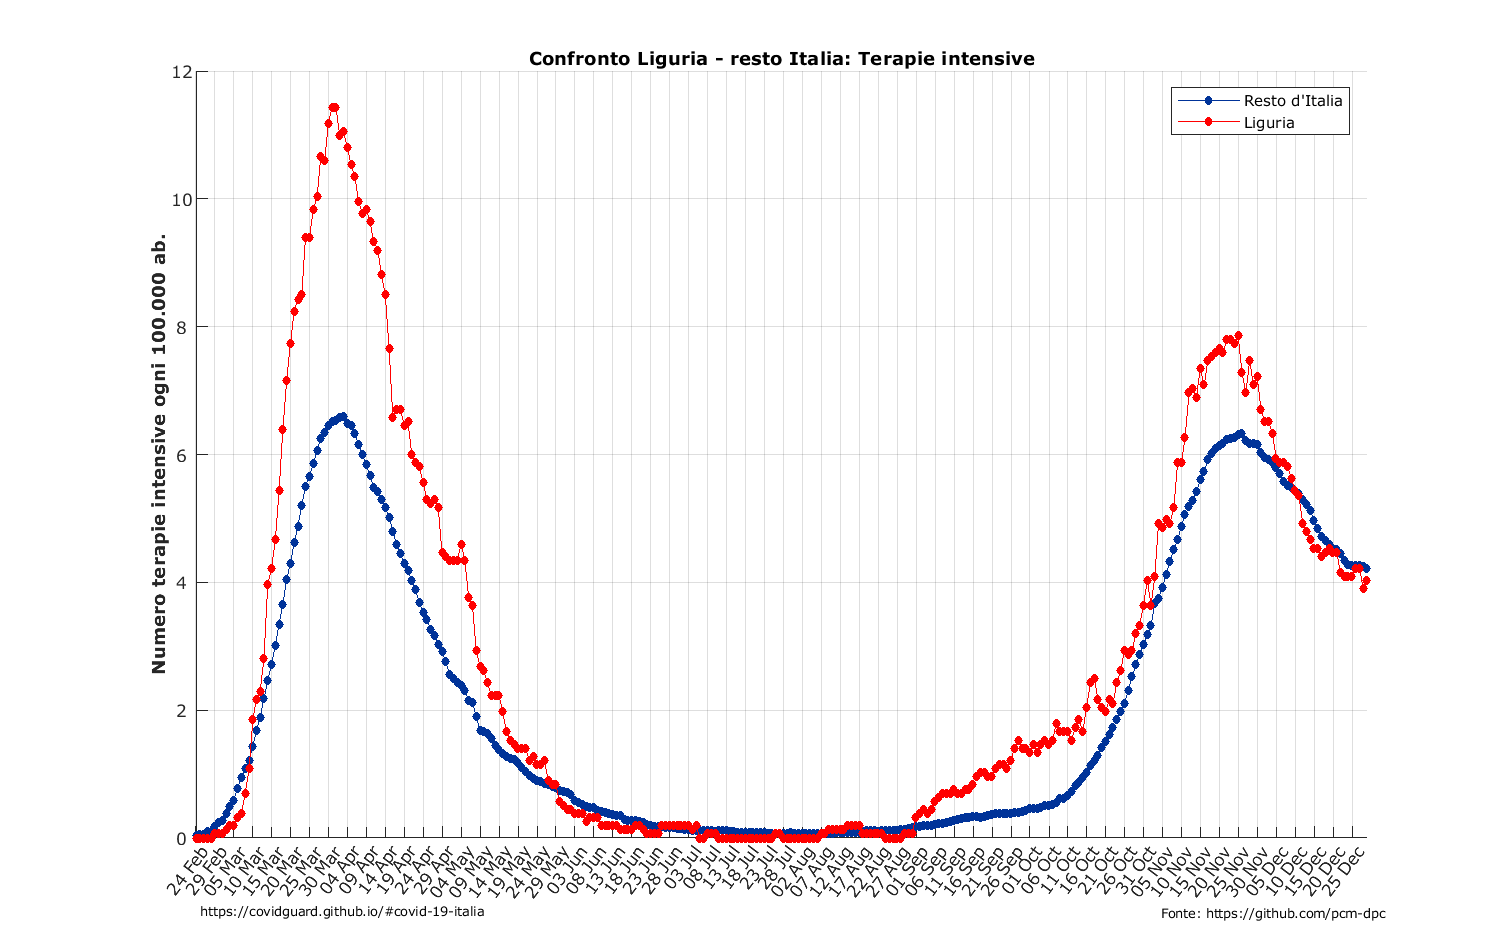 Confronto Liguria - resto Italia: Terapie intensive
Resto d'Italia
Liguria
Numero terapie intensive ogni 100.000 ab.
12
10
8
6
4
2
0
24 Feb
29 Feb
05 Mar
10 Mar
15 Mar
20 Mar
25 Mar
30 Mar
04 Apr
09 Apr
14 Apr
19 Apr
24 Apr
29 Apr
04 May
09 May
14 May
19 May
24 May
29 May
03 Jun
08 Jun
13 Jun
18 Jun
23 Jun
28 Jun
03 Jul
08 Jul
13 Jul
18 Jul
23 Jul
28 Jul
02 Aug
07 Aug
12 Aug
17 Aug
22 Aug
27 Aug
01 Sep
06 Sep
11 Sep
16 Sep
21 Sep
26 Sep
01 Oct
06 Oct
11 Oct
16 Oct
21 Oct
26 Oct
31 Oct
05 Nov
10 Nov
15 Nov
20 Nov
25 Nov
30 Nov
05 Dec
10 Dec
15 Dec
20 Dec
25 Dec
https://covidguard.github.io/#covid-19-italia
Fonte: https://github.com/pcm-dpc